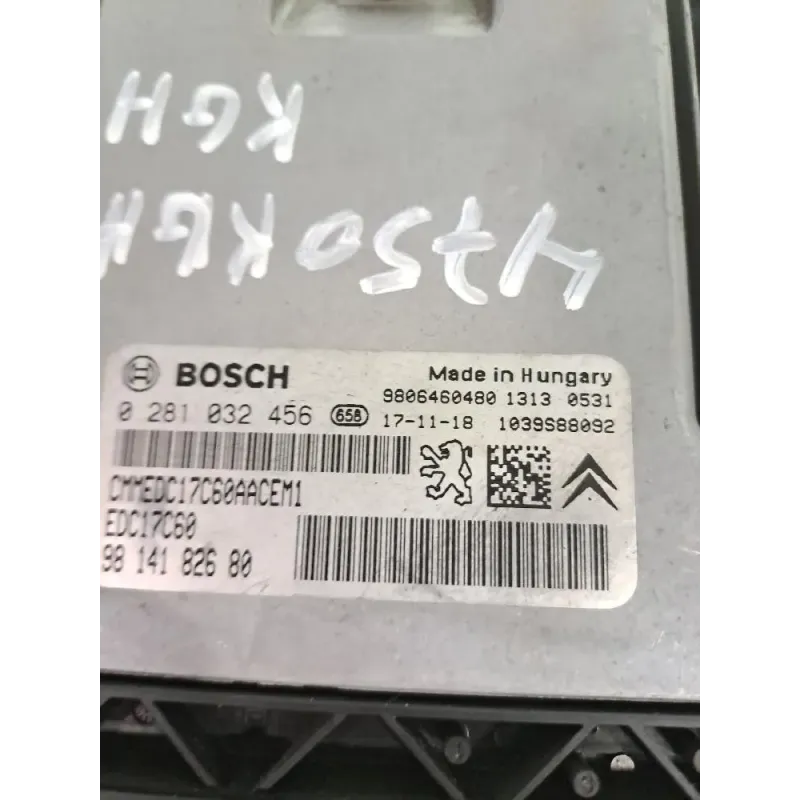 4750KGH
KGH
BOSCH
Made in Hungary
9806460480 1313 0531
0 281 032 456 658 17-11-18 1039S88092
CMMEDC17C60AACEM1
EDC17C60
98 141 826 80